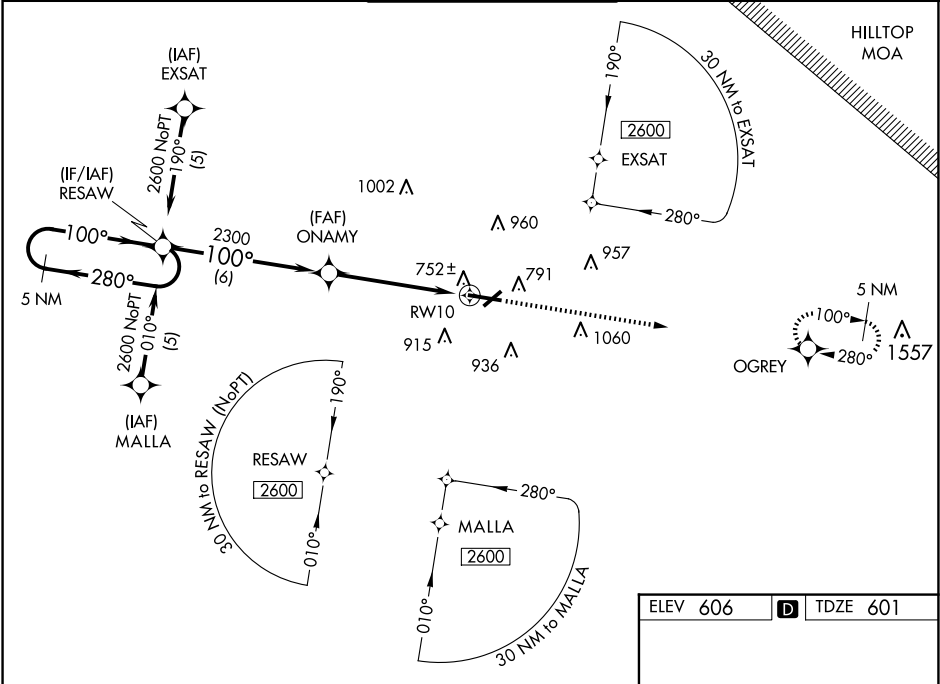 HILLTOP
MOA
(IAF)
EXSAT
2600 NoPT
190°
(5)
(IF/IAF)
RESAW
100°
280°
5 NM
2600 NoPT
010°
(5)
(IAF)
MALLA
2300
100°
(6)
(FAF)
ONAMY
1002
960
957
752±
791
RW10
915
936
1060
190°
30 NM to EXSAT
2600
EXSAT
280°
5 NM
100°
280°
OGREY
1557
30 NM to RESAW (NoPT)
190°
RESAW
2600
010°
280°
MALLA
2600
010°
30 NM to MALLA
ELEV 606 D TDZE 601